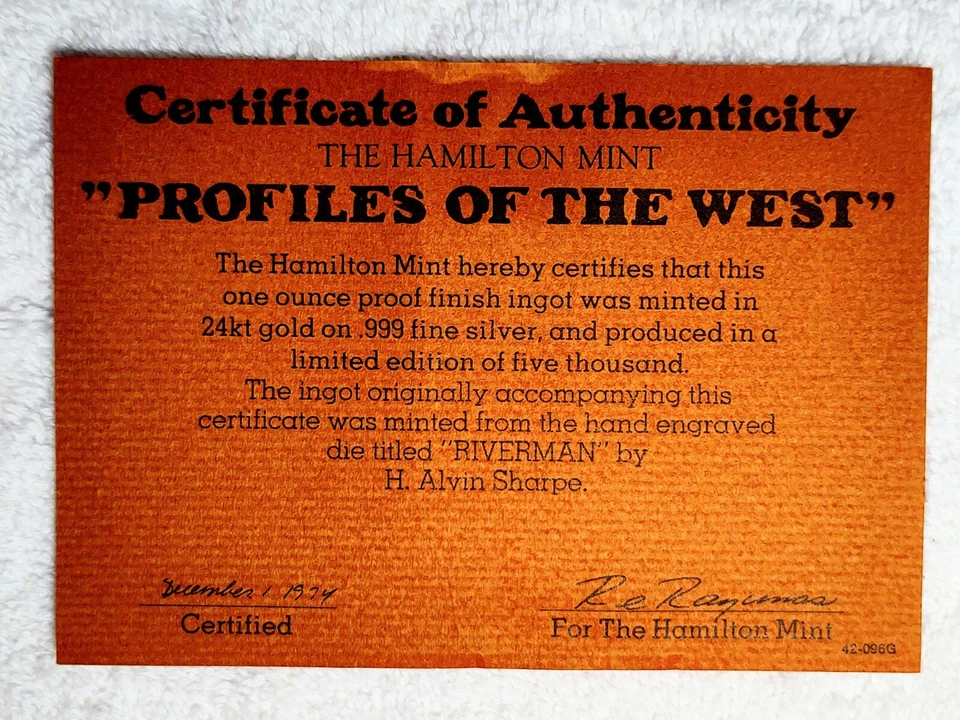 Certificate of Authenticity
THE HAMILTON MINT
”PROFILES OF THE WEST”
The Hamilton Mint hereby certifies that this
one ounce proof finish ingot was minted in
24kt gold on .999 fine silver, and produced in a
limited edition of five thousand.
The ingot originally accompanying this
certificate was minted from the hand engraved
die titled "RIVERMAN" by
H. Alvin Sharpe.
December 1 1974
Certified
For The Hamilton Mint
42-096G